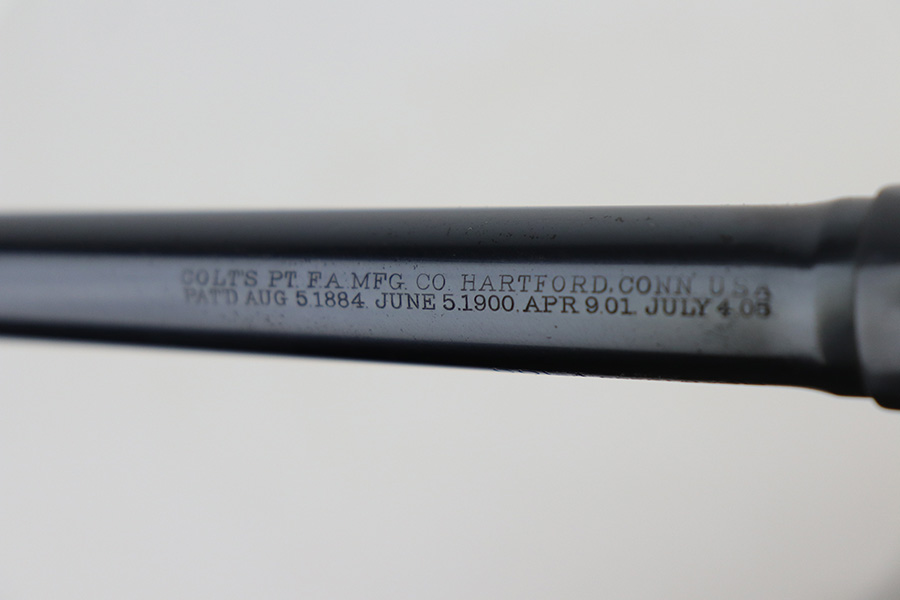 COLT'S PT. F.A. MFG. CO. HARTFORD, CONN. U.S.A.
PAT'D AUG 5.1884. JUNE 5.1900. APR 9.01. JULY 4 05